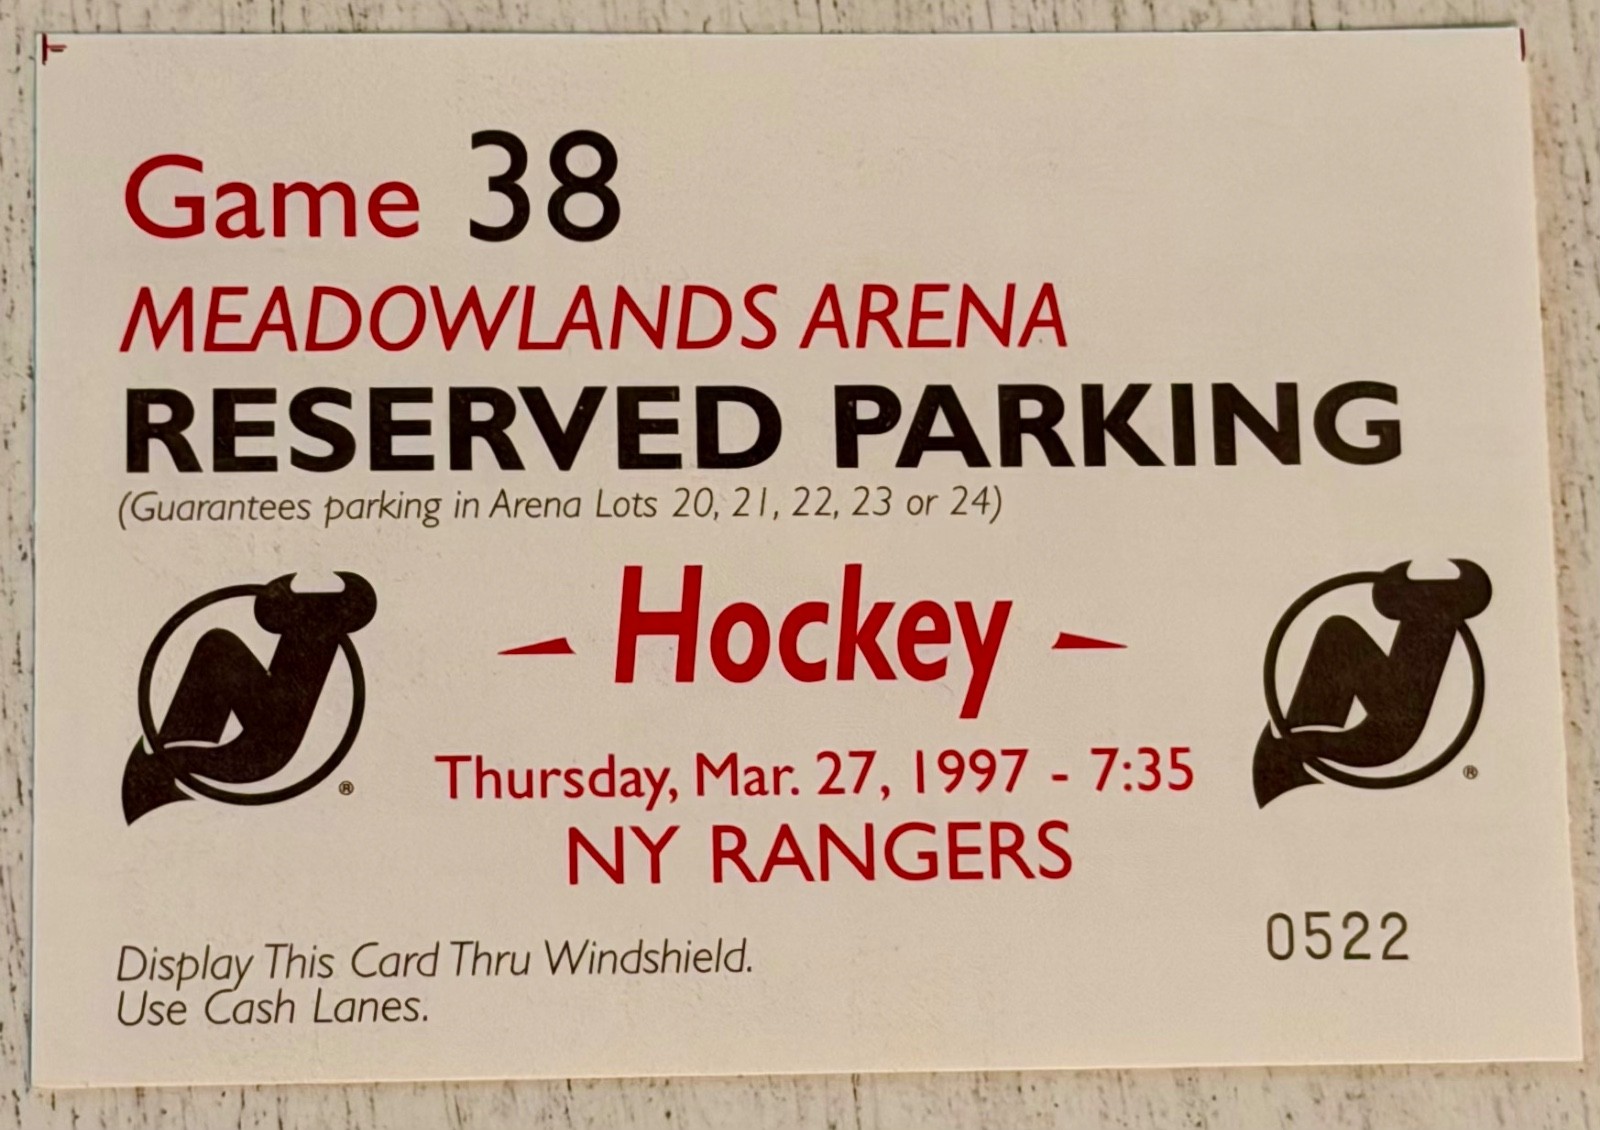 Game 38
MEADOWLANDS ARENA
RESERVED PARKING
(Guarantees parking in Arena Lots 20, 21, 22, 23 or 24)
- Hockey -
Thursday, Mar. 27, 1997 - 7:35
NY RANGERS
0522
Display This Card Thru Windshield.
Use Cash Lanes.